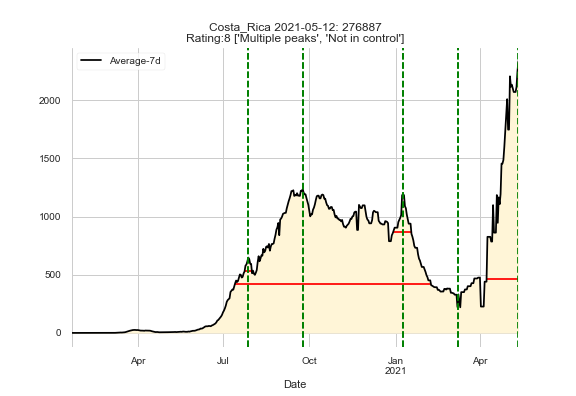 Costa_Rica 2021-05-12: 276887
Rating:8 ['Multiple peaks', 'Not in control']
Average-7d
2000
1500
1000
500
0
Apr Jul Oct Jan Apr
2021
Date